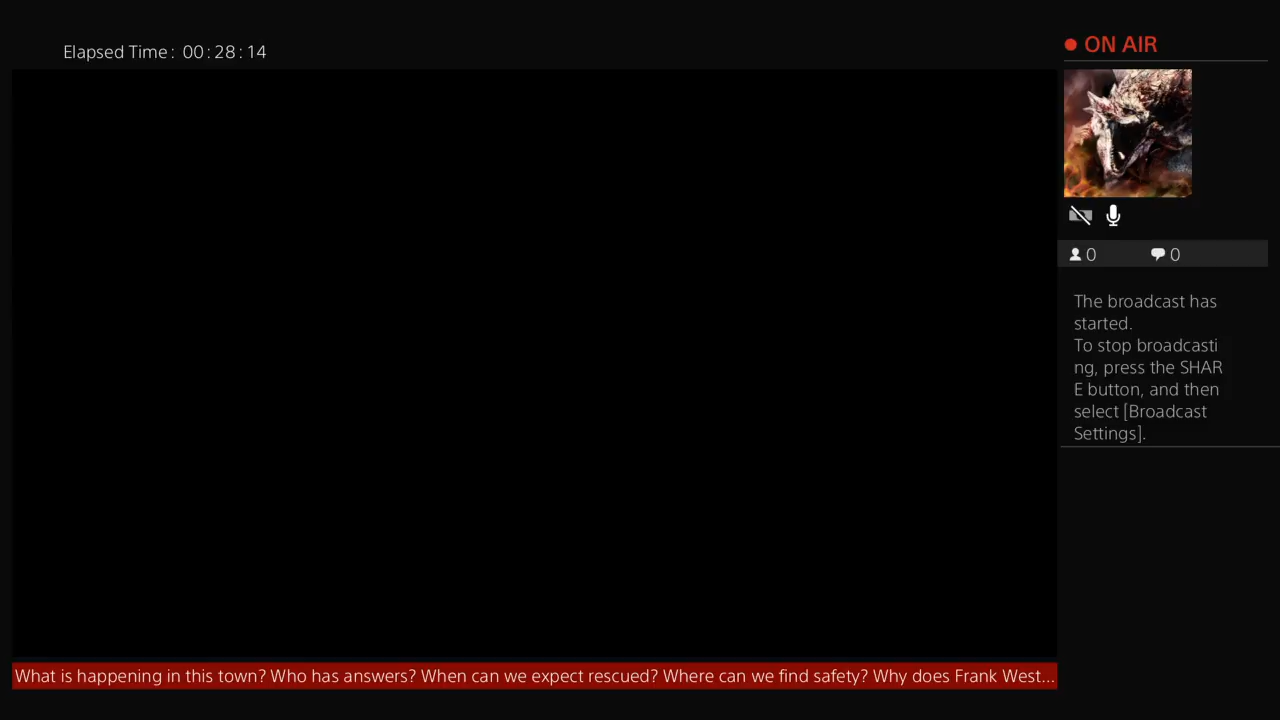 Elapsed Time: 00:28:14
ON AIR
0 0
The broadcast has
started.
To stop broadcasti
ng, press the SHAR
E button, and then
select [Broadcast
Settings].
What is happening in this town? Who has answers? When can we expect rescued? Where can we find safety? Why does Frank West...